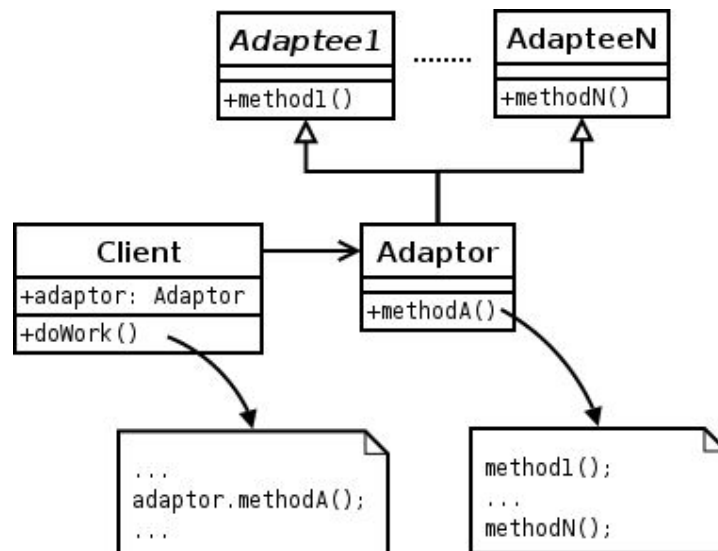 Adaptee1
........
AdapteeN
+method1()
+methodN()
Client
Adaptor
+adaptor: Adaptor
+doWork()
+methodA()
...
adaptor.methodA();
...
method1();
...
methodN();